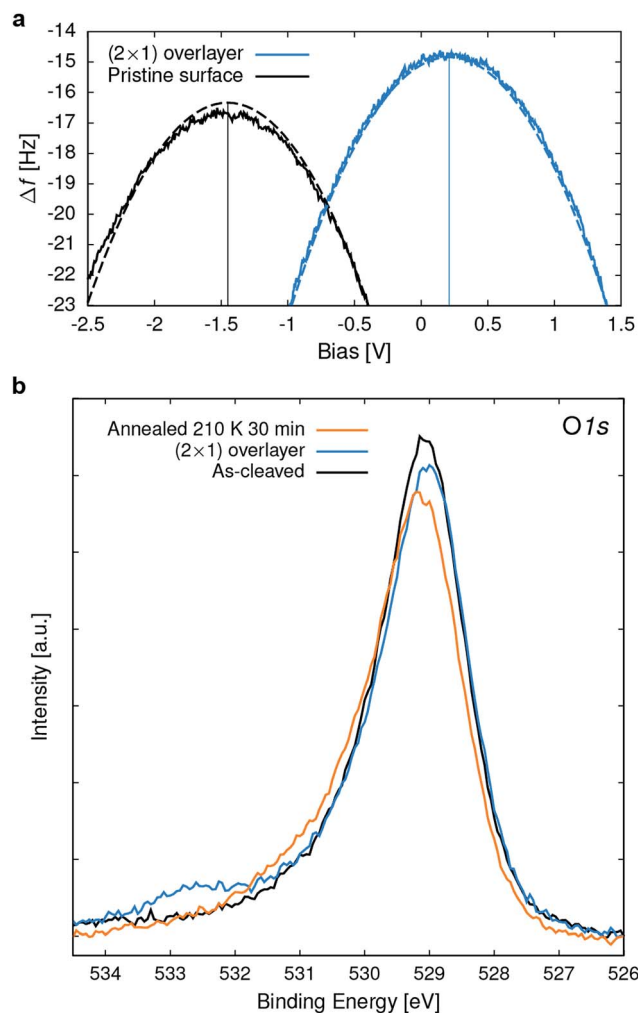 a
(2×1) overlayer
Pristine surface
-14
-15
-16
-17
-18
-19
-20
-21
-22
-23
Δf [Hz]
-2.5 -2 -1.5 -1 -0.5 0 0.5 1 1.5
Bias [V]
b
O1s
Annealed 210 K 30 min
(2×1) overlayer
As-cleaved
Intensity [a.u.]
534 533 532 531 530 529 528 527 526
Binding Energy [eV]